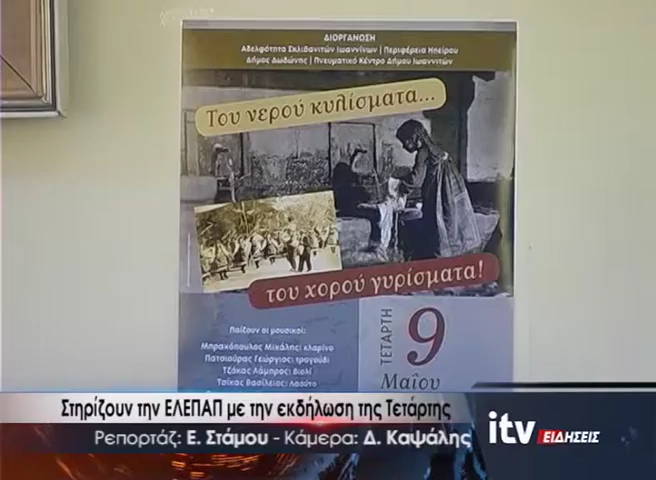 ΔΙΟΡΓΑΝΩΣΗ
Αδελφότητα Σκλιβανιτών Ιωαννίνων | Περιφέρεια Ηπείρου
Δήμος Δωδώνης | Πνευματικό Κέντρο Δήμου Ιωαννιτών
Του νερού κυλίσματα...
του χορού γυρίσματα!
Παίζουν οι μουσικοί:
Μπρακόπουλος Μιχάλης: κλαρίνο
Πατσιούρας Γεώργιος: τραγούδι
Τζόκας Λάμπρος: Βιολί
Τσίκας Βασίλειος: Λαούτο
ΤΕΤΑΡΤΗ
9
Μαΐου
Στηρίζουν την ΕΛΕΠΑΠ με την εκδήλωση της Τετάρτης
Ρεπορτάζ: Ε. Στάμου - Κάμερα: Δ. Καψάλης
itv ΕΙΔΗΣΕΙΣ